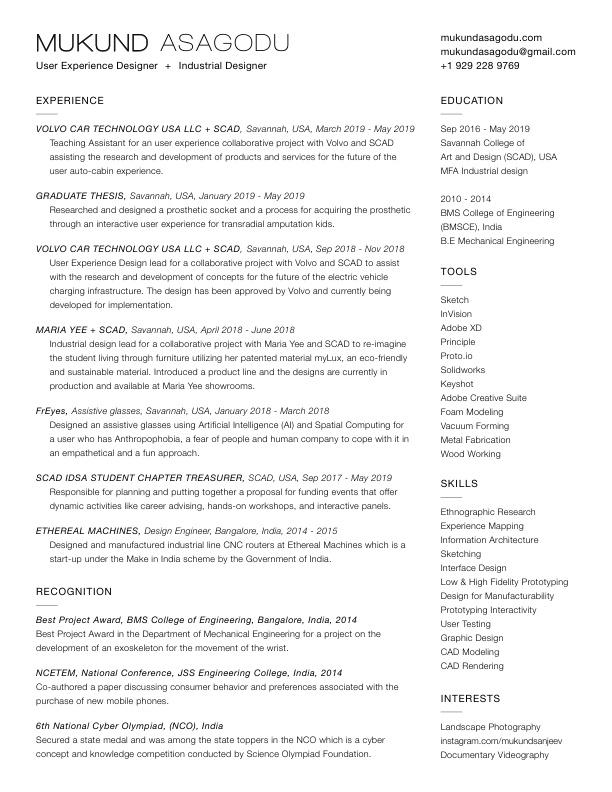 MUKUND ASAGODU
User Experience Designer + Industrial Designer
mukundasagodu.com
mukundasagodu@gmail.com
+1 929 228 9769
EXPERIENCE
VOLVO CAR TECHNOLOGY USA LLC + SCAD, Savannah, USA, March 2019 - May 2019
Teaching Assistant for an user experience collaborative project with Volvo and SCAD
assisting the research and development of products and services for the future of the
user auto-cabin experience.
GRADUATE THESIS, Savannah, USA, January 2019 - May 2019
Researched and designed a prosthetic socket and a process for acquiring the prosthetic
through an interactive user experience for transradial amputation kids.
VOLVO CAR TECHNOLOGY USA LLC + SCAD, Savannah, USA, Sep 2018 - Nov 2018
User Experience Design lead for a collaborative project with Volvo and SCAD to assist
with the research and development of concepts for the future of the electric vehicle
charging infrastructure. The design has been approved by Volvo and currently being
developed for implementation.
MARIA YEE + SCAD, Savannah, USA, April 2018 - June 2018
Industrial design lead for a collaborative project with Maria Yee and SCAD to re-imagine
the student living through furniture utilizing her patented material myLux, an eco-friendly
and sustainable material. Introduced a product line and the designs are currently in
production and available at Maria Yee showrooms.
FrEyes, Assistive glasses, Savannah, USA, January 2018 - March 2018
Designed an assistive glasses using Artificial Intelligence (AI) and Spatial Computing for
a user who has Anthropophobia, a fear of people and human company to cope with it in
an empathetical and a fun approach.
SCAD IDSA STUDENT CHAPTER TREASURER, SCAD, USA, Sep 2017 - May 2019
Responsible for planning and putting together a proposal for funding events that offer
dynamic activities like career advising, hands-on workshops, and interactive panels.
ETHEREAL MACHINES, Design Engineer, Bangalore, India, 2014 - 2015
Designed and manufactured industrial line CNC routers at Ethereal Machines which is a
start-up under the Make in India scheme by the Government of India.
RECOGNITION
Best Project Award, BMS College of Engineering, Bangalore, India, 2014
Best Project Award in the Department of Mechanical Engineering for a project on the
development of an exoskeleton for the movement of the wrist.
NCETEM, National Conference, JSS Engineering College, India, 2014
Co-authored a paper discussing consumer behavior and preferences associated with the
purchase of new mobile phones.
6th National Cyber Olympiad, (NCO), India
Secured a state medal and was among the state toppers in the NCO which is a cyber
concept and knowledge competition conducted by Science Olympiad Foundation.
EDUCATION
Sep 2016 - May 2019
Savannah College of
Art and Design (SCAD), USA
MFA Industrial design
2010 - 2014
BMS College of Engineering
(BMSCE), India
B.E Mechanical Engineering
TOOLS
Sketch
InVision
Adobe XD
Principle
Proto.io
Solidworks
Keyshot
Adobe Creative Suite
Foam Modeling
Vacuum Forming
Metal Fabrication
Wood Working
SKILLS
Ethnographic Research
Experience Mapping
Information Architecture
Sketching
Interface Design
Low & High Fidelity Prototyping
Design for Manufacturability
Prototyping Interactivity
User Testing
Graphic Design
CAD Modeling
CAD Rendering
INTERESTS
Landscape Photography
instagram.com/mukundsanjeev
Documentary Videography